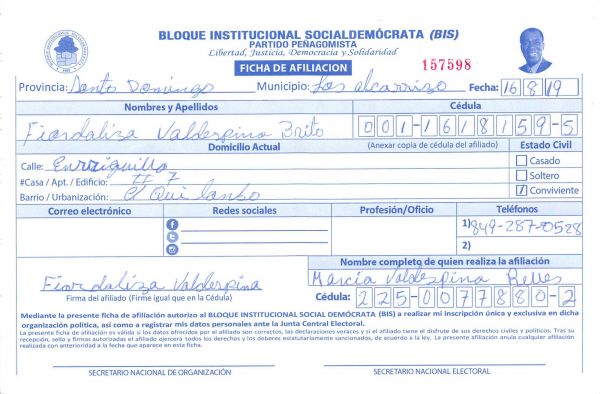 BLOQUE INSTITUCIONAL SOCIALDEMÓCRATA (BIS)
PARTIDO PEÑAGOMISTA
Libertad, Justicia, Democracia y Solidaridad
FICHA DE AFILIACION
157598
Provincia: Santo Domingo Municipio: Los alcarrizo Fecha: 16/8/19
Nombres y Apellidos Cédula
Fiordaliza Valdespina Brito 001-1618159-5
Domicilio Actual (Anexar copia de cédula del afiliado) Estado Civil
Calle: Enrriquillo Casado
#Casa / Apt. / Edificio: # 7 Soltero
Barrio / Urbanización: Conviviente
Correo electrónico Redes sociales Profesión/Oficio Teléfonos
1) 849-287-0528
2)
Nombre completo de quien realiza la afiliación
Fiordaliza Valdespina Marcia Valdespina
Firma del afiliado (Firme igual que en la Cédula) Cédula: 225-0077880-2
Mediante la presente ficha de afiliación autorizo al BLOQUE INSTITUCIONAL SOCIAL DEMÓCRATA (BIS) a realizar mi inscripción única y exclusiva en dicha
organización política, así como a registrar mis datos personales ante la Junta Central Electoral.
La presente ficha de afiliación es válida si los datos ofrecidos por el afiliado son correctos, las declaraciones veraces y si el afiliado tiene el disfrute de sus derechos civiles y políticos. Tras su
recepción, sello y firmas autorizadas el afiliado ejercerá todos los derechos y los deberes estatutariamente sancionados, de acuerdo a la ley. La presente afiliación anula cualquier afiliación
realizada con anterioridad a la fecha que aparece en esta ficha.
SECRETARIO NACIONAL DE ORGANIZACIÓN SECRETARIO NACIONAL ELECTORAL